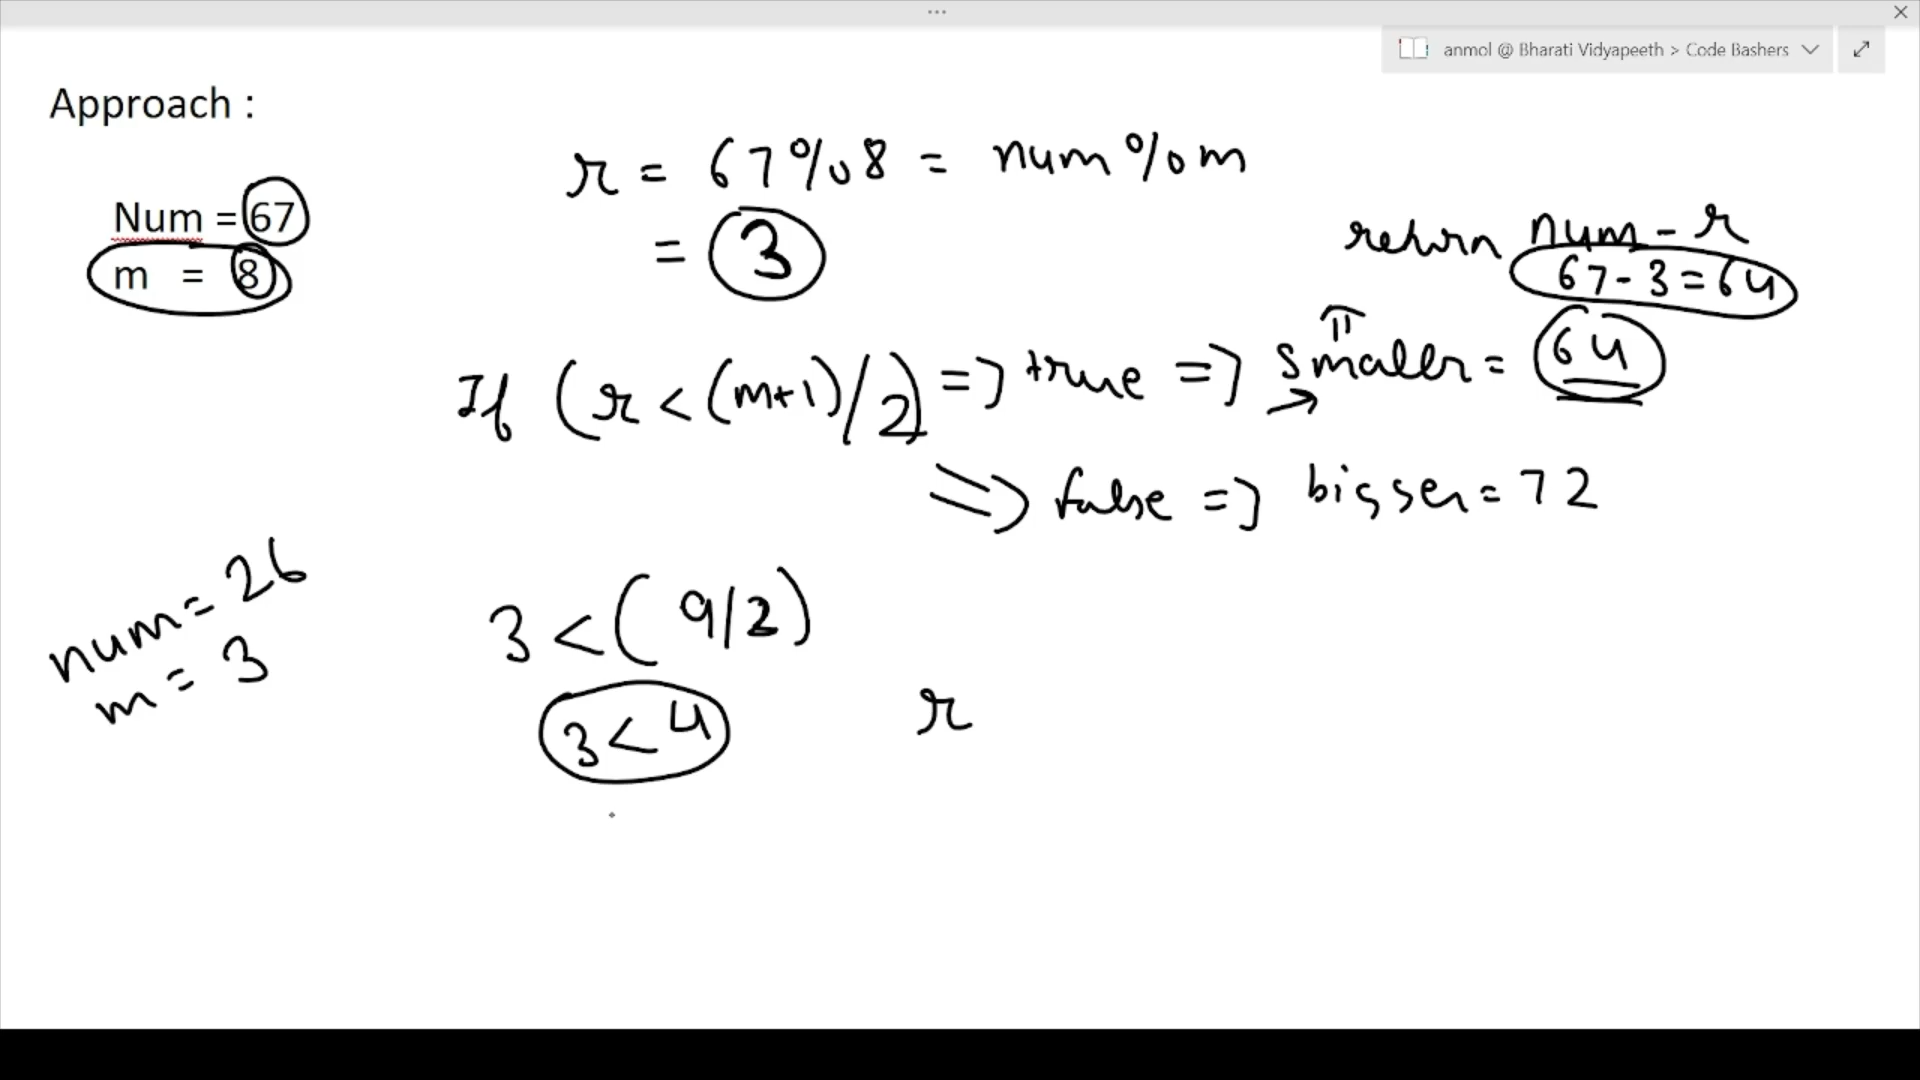 anmol @ Bharati Vidyapeeth > Code Bashers
Approach :
r = 67%8 = num%m
Num = 67
= 3
m = 8
return num - r
67-3=64
If (r < (m+1)/2) => true => smaller = 64
=> false => bigger = 72
num = 26
m = 3
3 < (9/2)
3 < 4
r